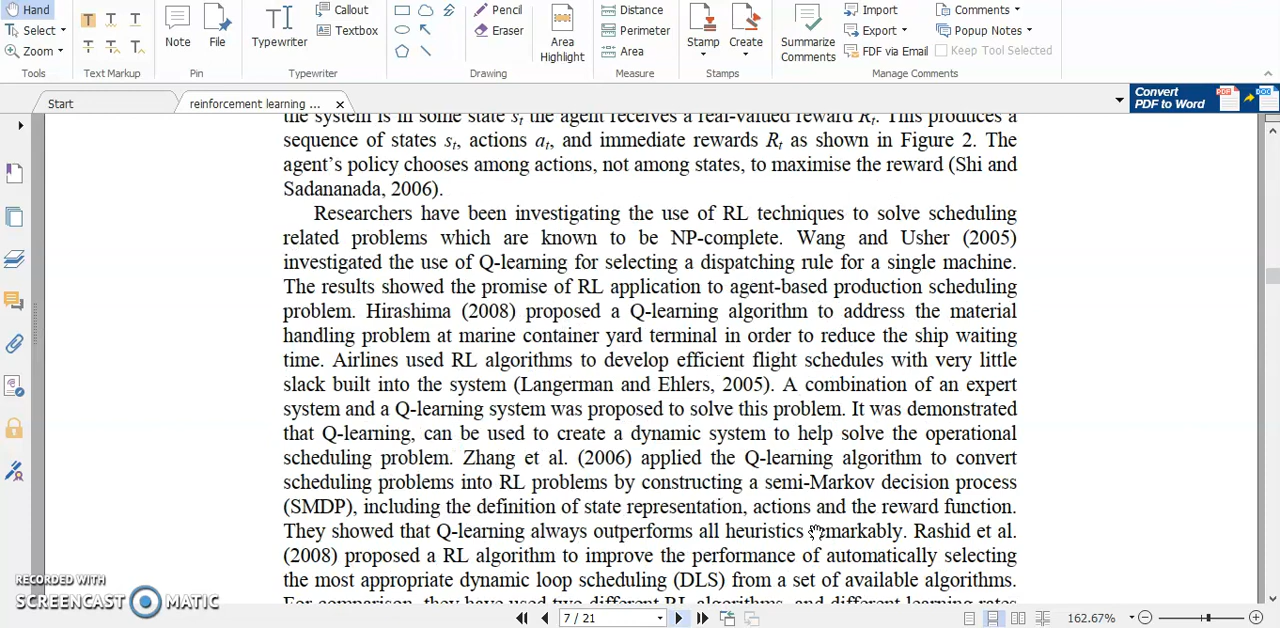 Hand
Select
Zoom
Tools
Text Markup
Note
File
Pin
Typewriter
Callout
Textbox
Typewriter
Pencil
Eraser
Drawing
Area
Highlight
Distance
Perimeter
Area
Measure
Stamp
Create
Stamps
Summarize
Comments
Import
Export
FDF via Email
Comments
Popup Notes
Keep Tool Selected
Manage Comments
Start
reinforcement learning ...
Convert
PDF to Word
PDF
DOC
the system is in some state st the agent receives a real-valued reward Rt. This produces a
sequence of states st, actions at, and immediate rewards Rt as shown in Figure 2. The
agent's policy chooses among actions, not among states, to maximise the reward (Shi and
Sadananada, 2006).
Researchers have been investigating the use of RL techniques to solve scheduling
related problems which are known to be NP-complete. Wang and Usher (2005)
investigated the use of Q-learning for selecting a dispatching rule for a single machine.
The results showed the promise of RL application to agent-based production scheduling
problem. Hirashima (2008) proposed a Q-learning algorithm to address the material
handling problem at marine container yard terminal in order to reduce the ship waiting
time. Airlines used RL algorithms to develop efficient flight schedules with very little
slack built into the system (Langerman and Ehlers, 2005). A combination of an expert
system and a Q-learning system was proposed to solve this problem. It was demonstrated
that Q-learning, can be used to create a dynamic system to help solve the operational
scheduling problem. Zhang et al. (2006) applied the Q-learning algorithm to convert
scheduling problems into RL problems by constructing a semi-Markov decision process
(SMDP), including the definition of state representation, actions and the reward function.
They showed that Q-learning always outperforms all heuristics remarkably. Rashid et al.
(2008) proposed a RL algorithm to improve the performance of automatically selecting
the most appropriate dynamic loop scheduling (DLS) from a set of available algorithms.
For comparison, they have used two different RL algorithms, and different learning rates
RECORDED WITH
SCREENCAST MATIC
7 / 21
162.67%